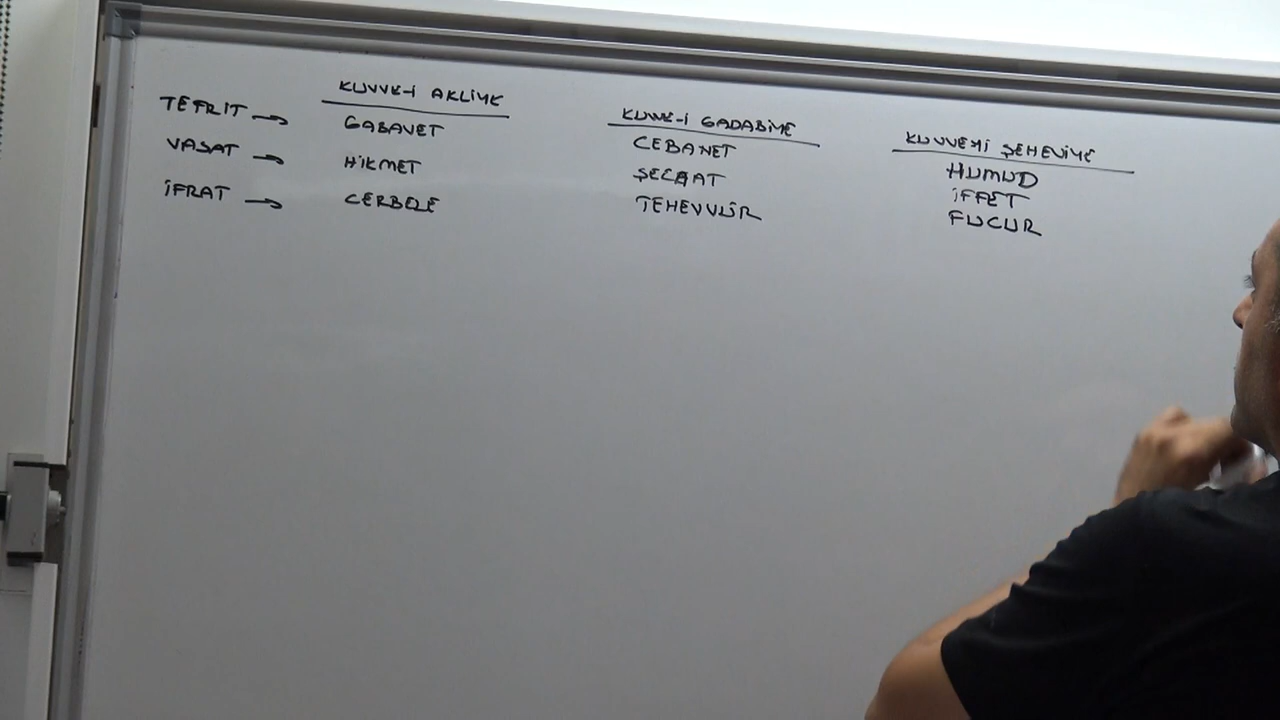 KUVVE-İ AKLİYE KUVVE-İ GADABİYE KUVVE-İ ŞEHEVİYE
TEFRİT → GABAVET CEBANET HUMUD
VASAT → HİKMET ŞECAAT İFFET
İFRAT → CERBEZE TEHEVVÜR FUCUR